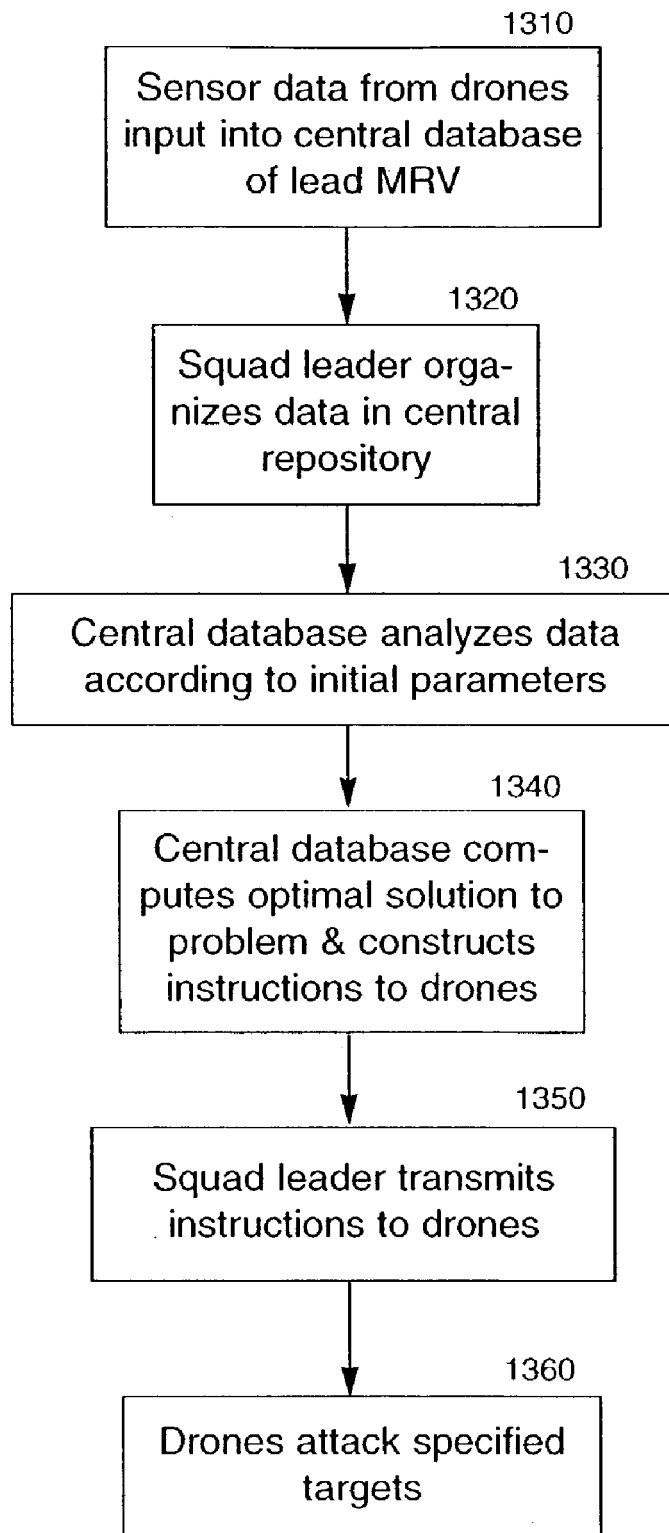 1310
Sensor data from drones
input into central database
of lead MRV
1320
Squad leader orga-
nizes data in central
repository
1330
Central database analyzes data
according to initial parameters
1340
Central database com-
putes optimal solution to
problem & constructs
instructions to drones
1350
Squad leader transmits
instructions to drones
1360
Drones attack specified
targets